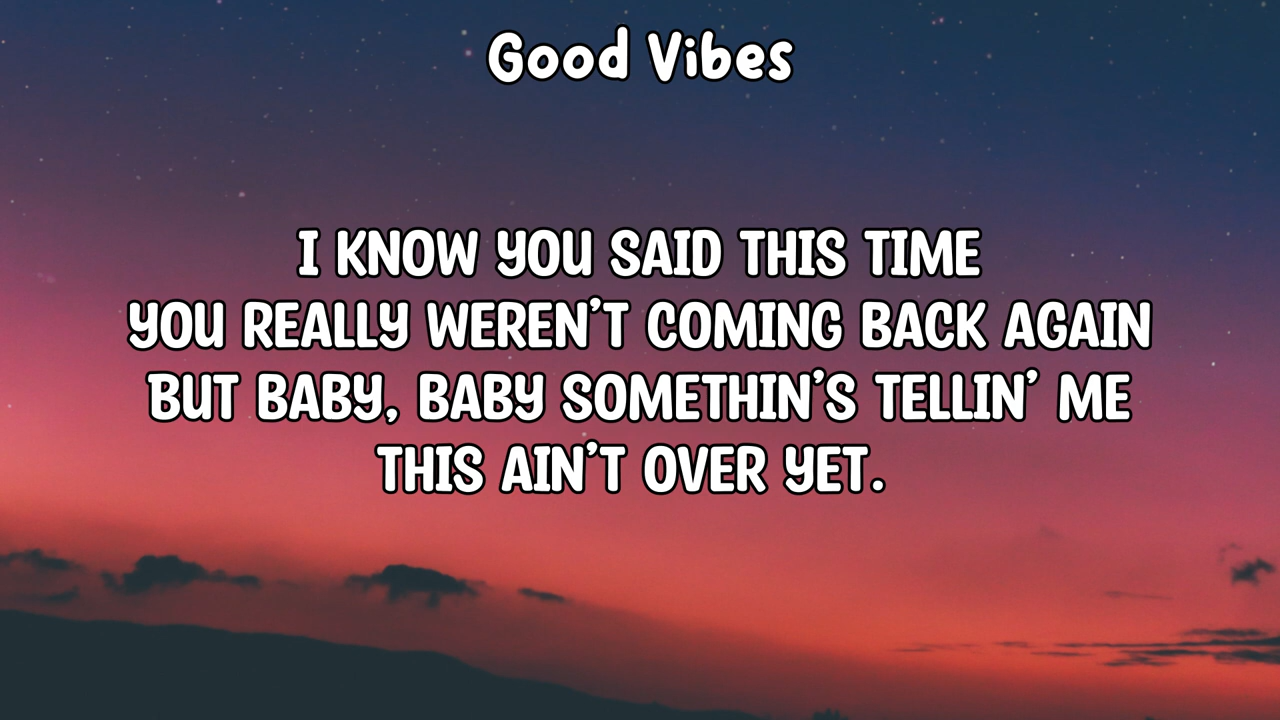 Good Vibes
I KNOW YOU SAID THIS TIME
YOU REALLY WEREN’T COMING BACK AGAIN
BUT BABY, BABY SOMETHIN’S TELLIN’ ME
THIS AIN’T OVER YET.